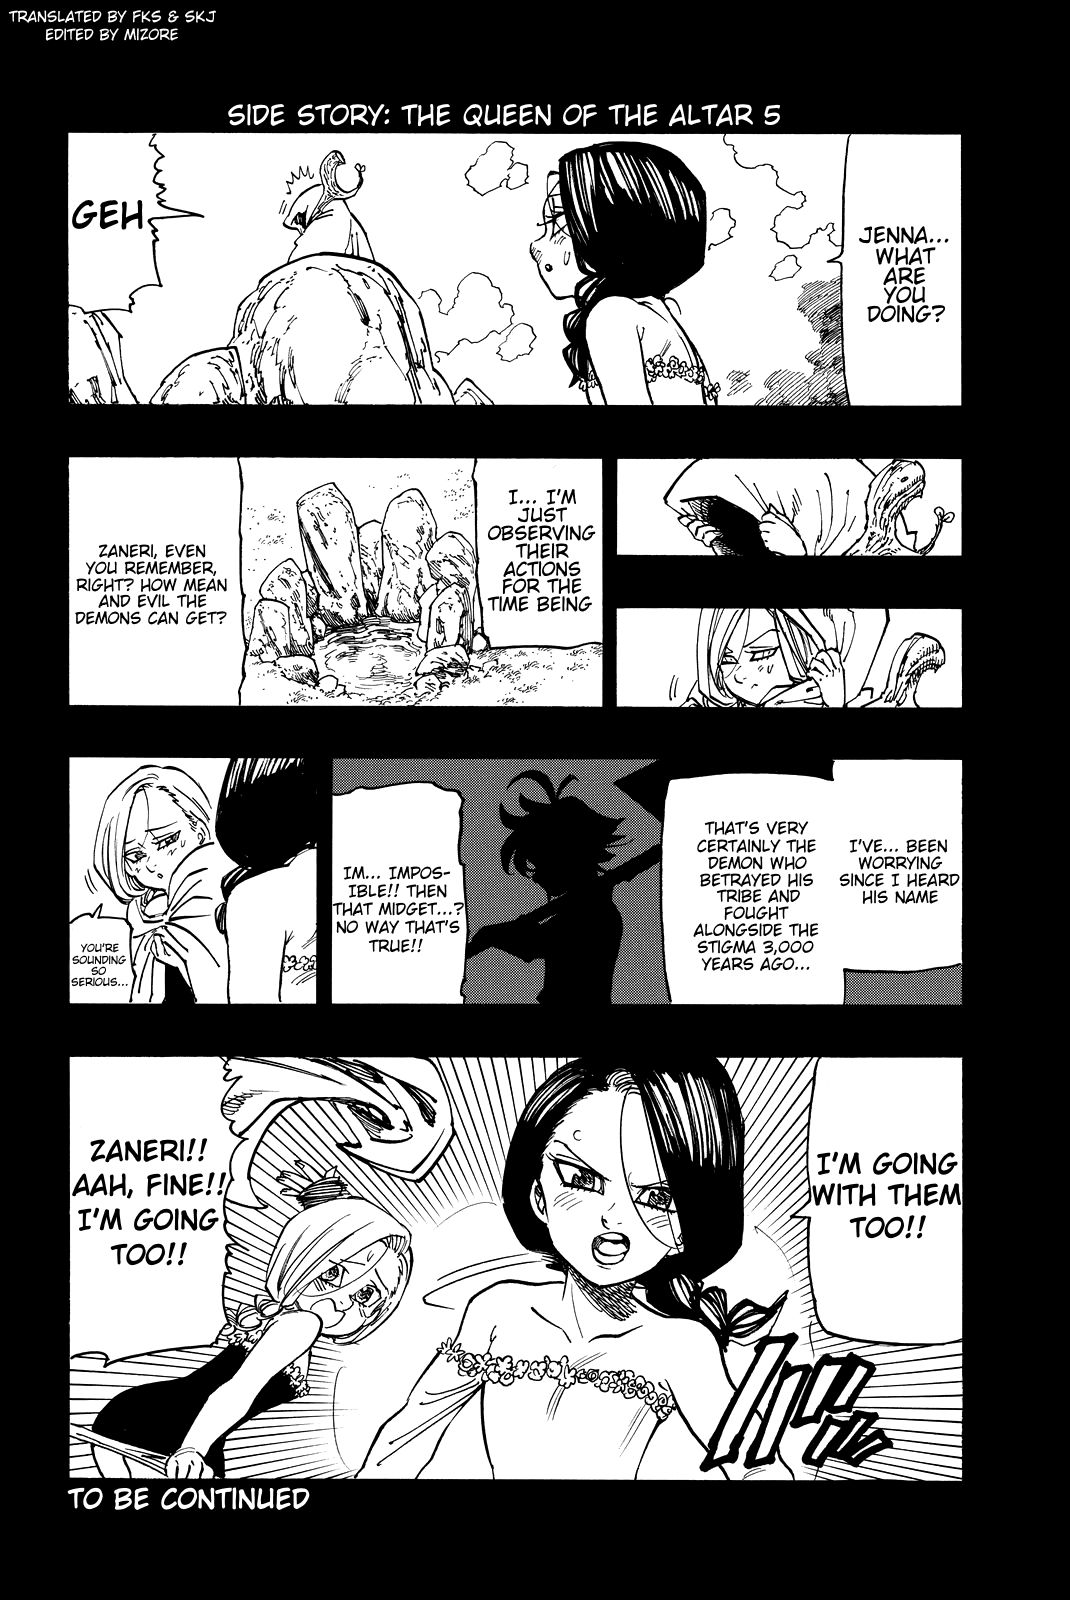 TRANSLATED BY FKS & SKJ
EDITED BY MIZORE
SIDE STORY: THE QUEEN OF THE ALTAR 5
JENNA...
WHAT
ARE
YOU
DOING?
GEH
I... I'M
JUST
OBSERVING
THEIR
ACTIONS
FOR THE
TIME BEING
ZANERI, EVEN
YOU REMEMBER,
RIGHT? HOW MEAN
AND EVIL THE
DEMONS CAN GET?
I'VE... BEEN
WORRYING
SINCE I HEARD
HIS NAME
THAT'S VERY
CERTAINLY THE
DEMON WHO
BETRAYED HIS
TRIBE AND
FOUGHT
ALONGSIDE THE
STIGMA 3,000
YEARS AGO...
IM... IMPOS-
IBLE!! THEN
THAT MIDGET...?
NO WAY THAT'S
TRUE!!
YOU'RE
SOUNDING
SO
SERIOUS...
I'M GOING
WITH THEM
TOO!!
ZANERI!!
AAH, FINE!!
I'M GOING
TOO!!
TO BE CONTINUED